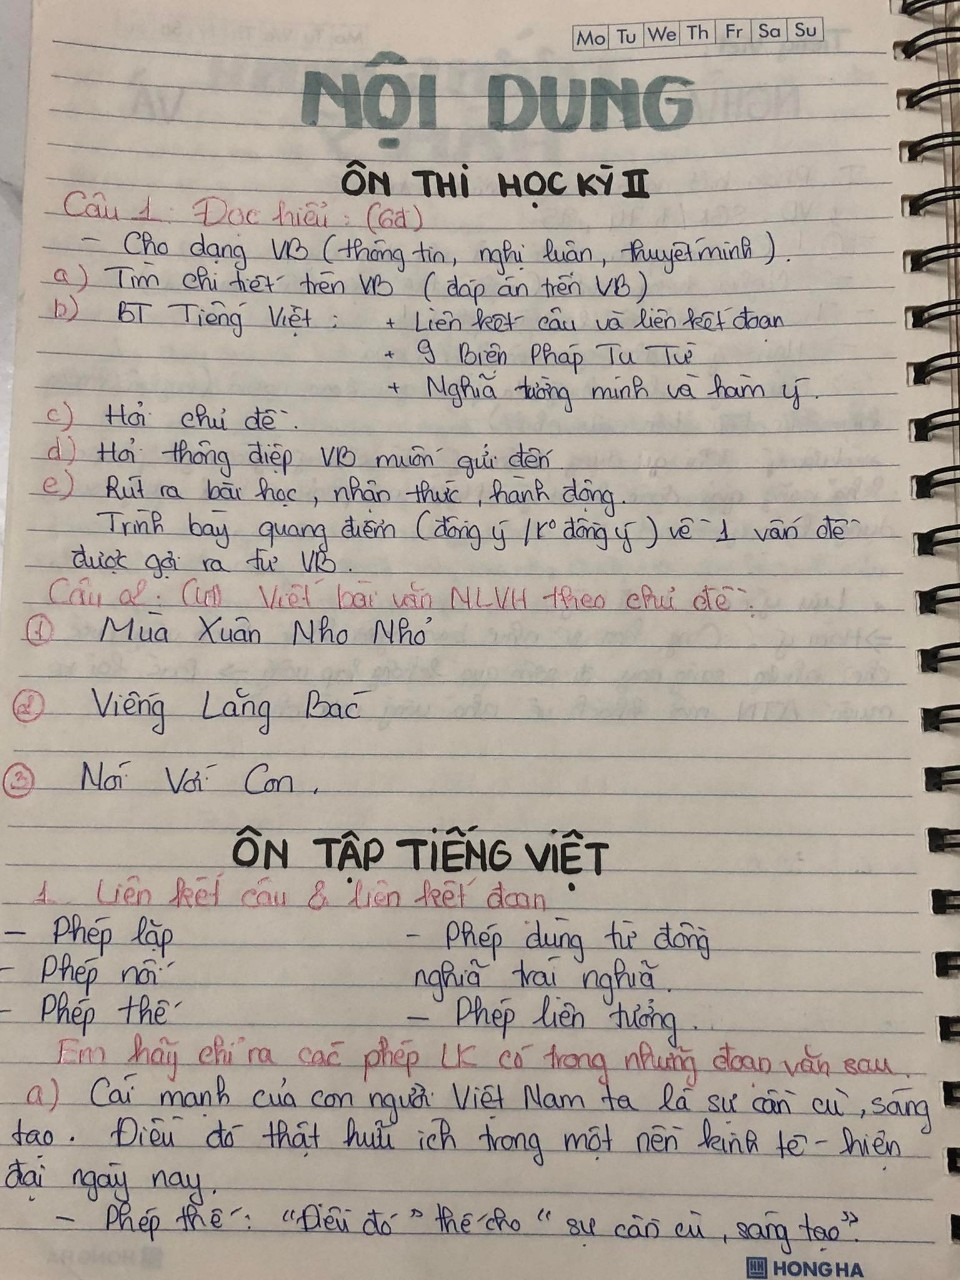 Mo Tu We Th Fr Sa Su
NỘI DUNG
ÔN THI HỌC KỲ II
Câu 1: Đọc hiểu: (6đ)
- Cho dạng VB (thông tin, nghị luận, thuyết minh).
a) Tìm chi tiết trên VB (đáp án trên VB)
b) BT Tiếng Việt: + Liên kết câu và liên kết đoạn
+ 9 Biện Pháp Tu Từ
+ Nghĩa tường minh và hàm ý.
c) Hỏi chủ đề.
d) Hỏi thông điệp VB muốn gửi đến
e) Rút ra bài học, nhận thức, hành động.
Trình bày quang điểm (đồng ý / kº đồng ý) về 1 vấn đề
được gợi ra từ VB.
Câu 2: (4đ) Viết bài văn NLVH theo chủ đề:
① Mùa Xuân Nho Nhỏ
② Viếng Lăng Bác
③ Nói Với Con.
ÔN TẬP TIẾNG VIỆT
1. Liên kết câu & liên kết đoạn
- Phép lặp - Phép dùng từ đồng
- Phép nối nghĩa trái nghĩa.
- Phép thế - Phép liên tưởng.
Em hãy chỉ ra các phép LK có trong những đoạn văn sau.
a) Cái mạnh của con người Việt Nam ta là sự cần cù, sáng
tạo. Điều đó thật hữu ích trong một nền kinh tế - hiện
đại ngày nay.
- Phép thế: "Điều đó" thế cho "sự cần cù, sáng tạo".
HONG HA